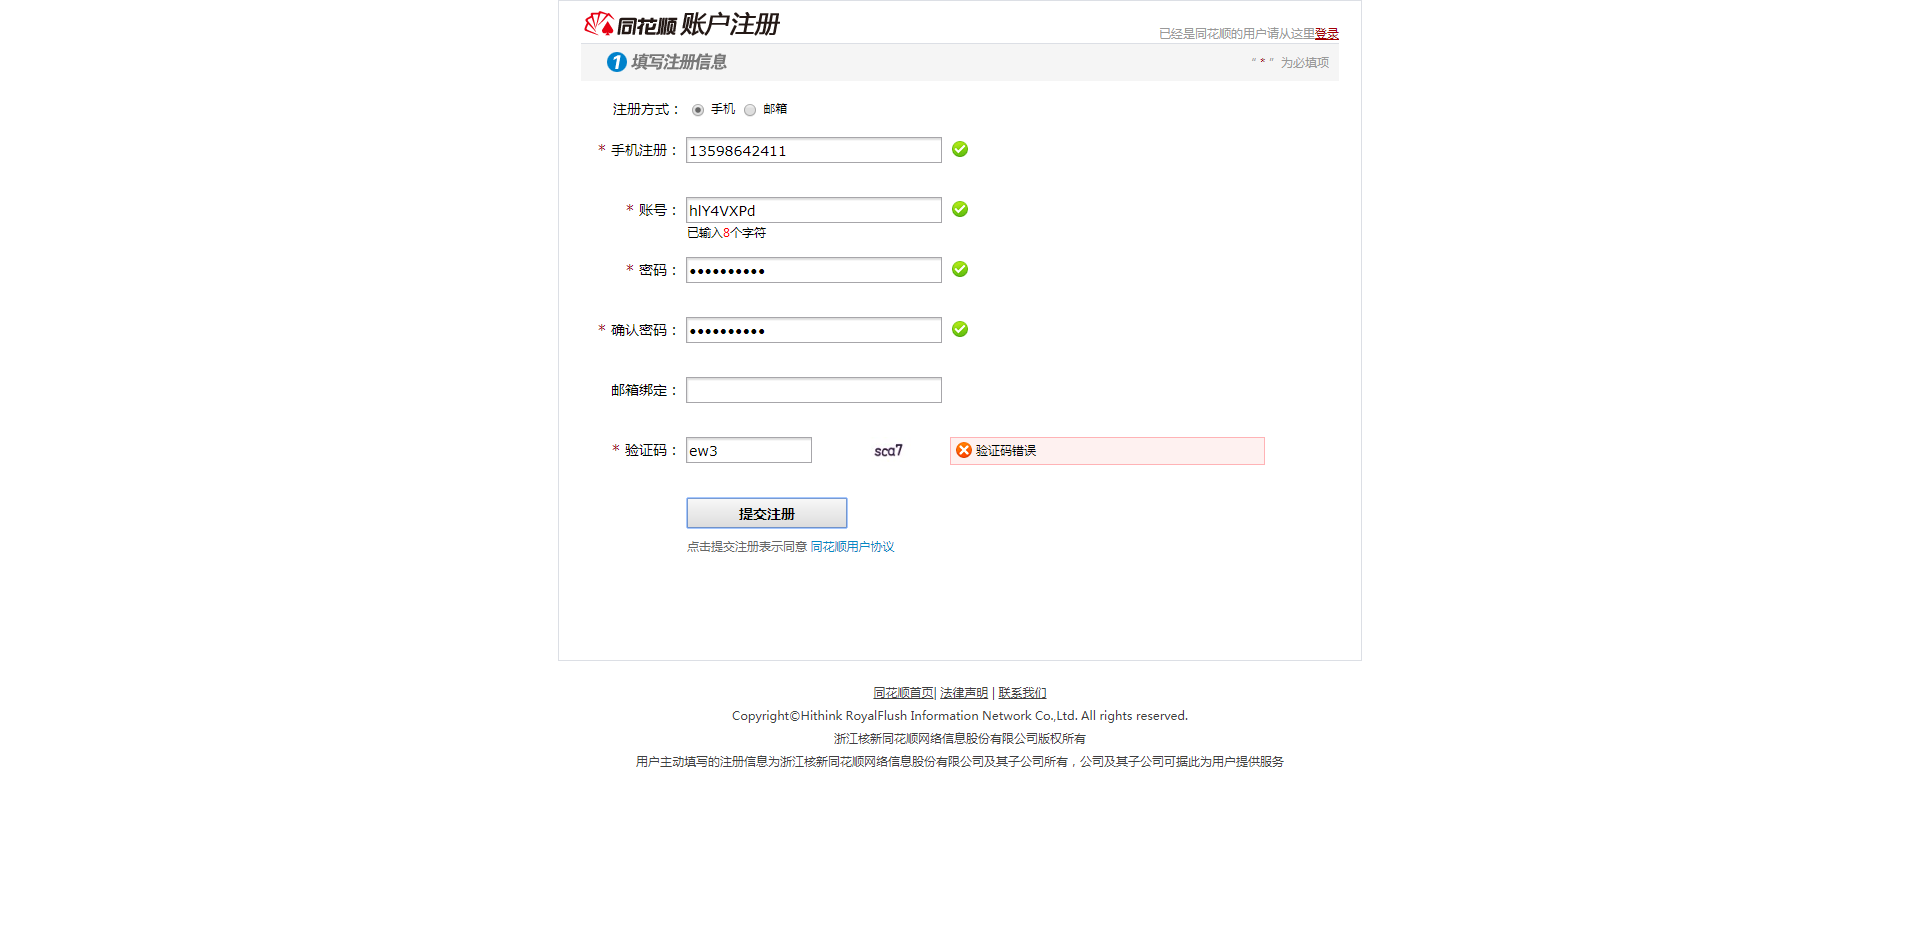 同花顺 账户注册
已经是同花顺的用户请从这里登录
1 填写注册信息
“ * ” 为必填项
注册方式： 手机 邮箱
* 手机注册： 13598642411
* 账号： hlY4VXPd
已输入8个字符
* 密码： ••••••••••
* 确认密码： ••••••••••
邮箱绑定：
* 验证码： ew3 sca7 验证码错误
提交注册
点击提交注册表示同意 同花顺用户协议
同花顺首页| 法律声明 | 联系我们
Copyright©Hithink RoyalFlush Information Network Co.,Ltd. All rights reserved.
浙江核新同花顺网络信息股份有限公司版权所有
用户主动填写的注册信息为浙江核新同花顺网络信息股份有限公司及其子公司所有，公司及其子公司可据此为用户提供服务